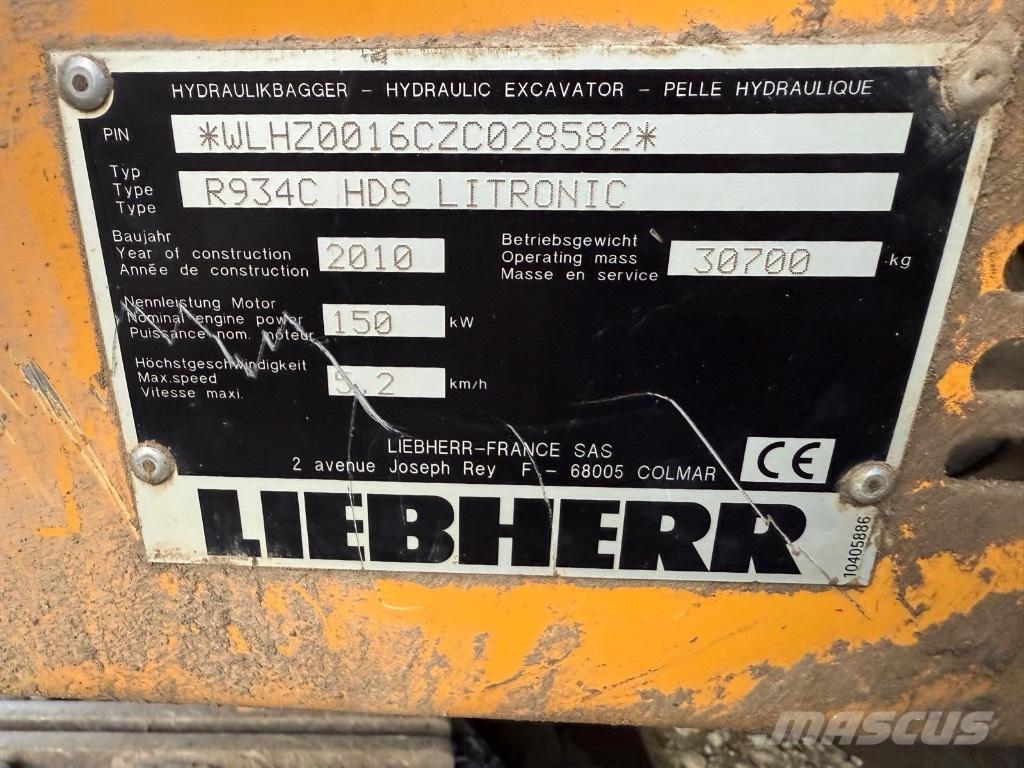 HYDRAULIKBAGGER – HYDRAULIC EXCAVATOR – PELLE HYDRAULIQUE
PIN *WLHZ0016CZC028582*
Typ
Type R934C HDS LITRONIC
Type
Baujahr
Year of construction 2010
Année de construction
Betriebsgewicht
Operating mass 30700 kg
Masse en service
Nennleistung Motor
Nominal engine power 150 kW
Puissance nom. moteur
Höchstgeschwindigkeit
Max.speed 5.2 km/h
Vitesse maxi.
LIEBHERR–FRANCE SAS
2 avenue Joseph Rey F – 68005 COLMAR
CE
LIEBHERR
10405886
MASCUS